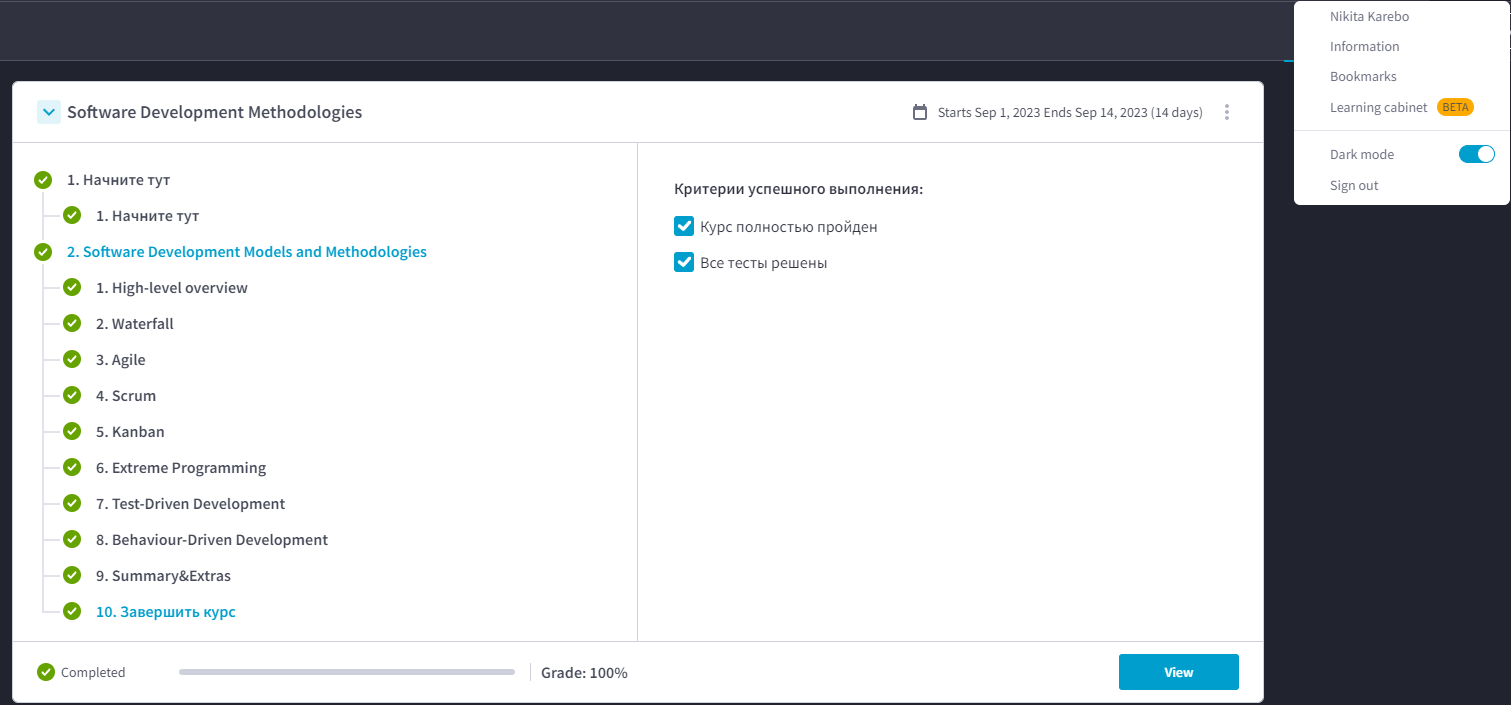 Nikita Karebo
Information
Bookmarks
Learning cabinet BETA
Dark mode
Sign out
Software Development Methodologies
Starts Sep 1, 2023 Ends Sep 14, 2023 (14 days)
1. Начните тут
1. Начните тут
2. Software Development Models and Methodologies
1. High-level overview
2. Waterfall
3. Agile
4. Scrum
5. Kanban
6. Extreme Programming
7. Test-Driven Development
8. Behaviour-Driven Development
9. Summary&Extras
10. Завершить курс
Критерии успешного выполнения:
Курс полностью пройден
Все тесты решены
Completed
Grade: 100%
View